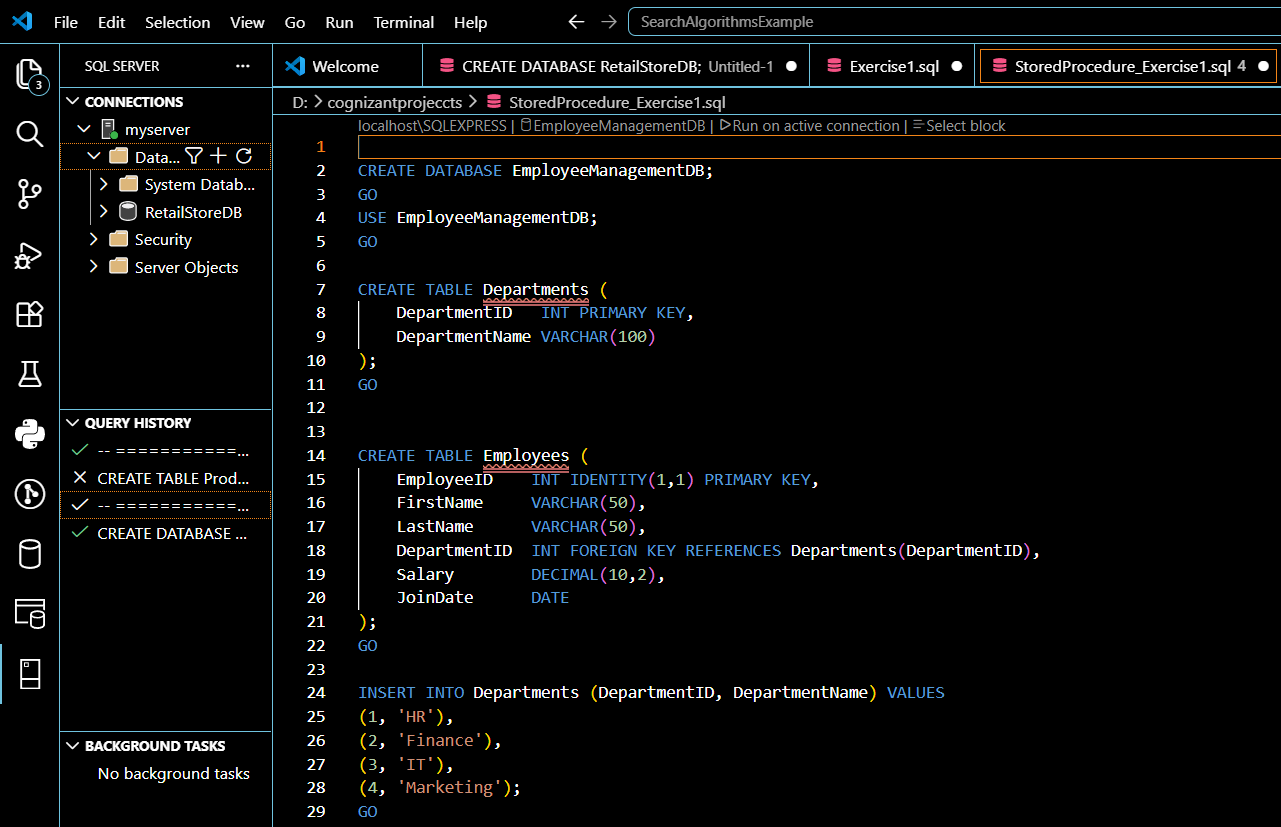 File Edit Selection View Go Run Terminal Help SearchAlgorithmsExample
SQL SERVER ...
Welcome
CREATE DATABASE RetailStoreDB; Untitled-1
Exercise1.sql
StoredProcedure_Exercise1.sql 4
3
CONNECTIONS
myserver
Data...
System Datab...
RetailStoreDB
Security
Server Objects
QUERY HISTORY
-- ============...
CREATE TABLE Prod...
-- ============...
CREATE DATABASE ...
BACKGROUND TASKS
No background tasks
D: > cognizantprojeccts > StoredProcedure_Exercise1.sql
localhost\SQLEXPRESS | EmployeeManagementDB | Run on active connection | Select block
1
2 CREATE DATABASE EmployeeManagementDB;
3 GO
4 USE EmployeeManagementDB;
5 GO
6
7 CREATE TABLE Departments (
8 DepartmentID INT PRIMARY KEY,
9 DepartmentName VARCHAR(100)
10 );
11 GO
12
13
14 CREATE TABLE Employees (
15 EmployeeID INT IDENTITY(1,1) PRIMARY KEY,
16 FirstName VARCHAR(50),
17 LastName VARCHAR(50),
18 DepartmentID INT FOREIGN KEY REFERENCES Departments(DepartmentID),
19 Salary DECIMAL(10,2),
20 JoinDate DATE
21 );
22 GO
23
24 INSERT INTO Departments (DepartmentID, DepartmentName) VALUES
25 (1, 'HR'),
26 (2, 'Finance'),
27 (3, 'IT'),
28 (4, 'Marketing');
29 GO